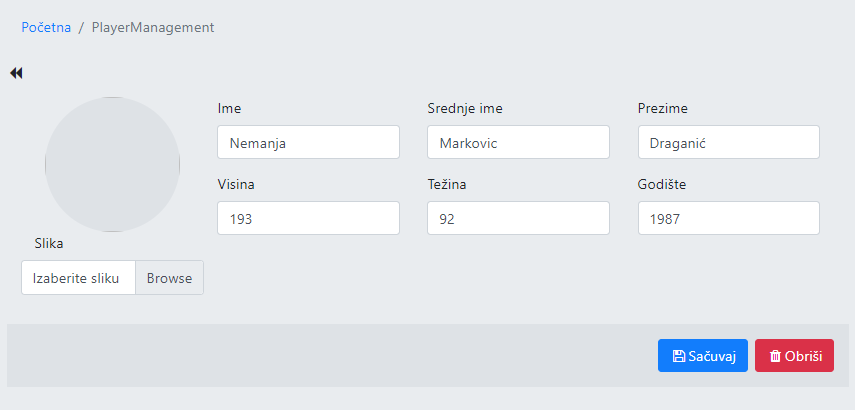 Početna / PlayerManagement
Ime Srednje ime Prezime
Nemanja Markovic Draganić
Visina Težina Godište
193 92 1987
Slika
Izaberite sliku Browse
Sačuvaj Obriši